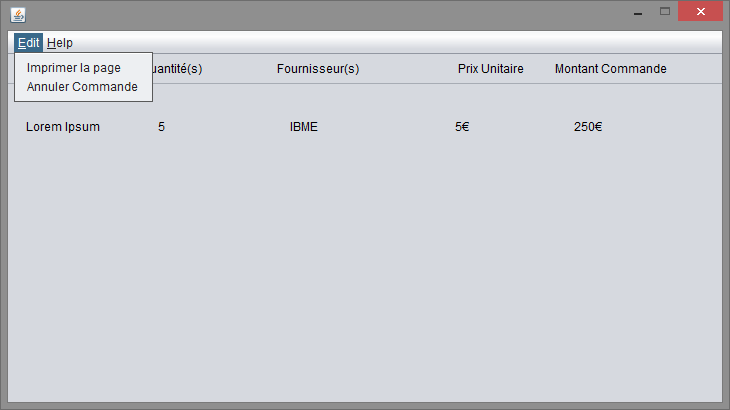 Edit Help
Imprimer la page
Annuler Commande
uantité(s) Fournisseur(s) Prix Unitaire Montant Commande
Lorem Ipsum 5 IBME 5€ 250€